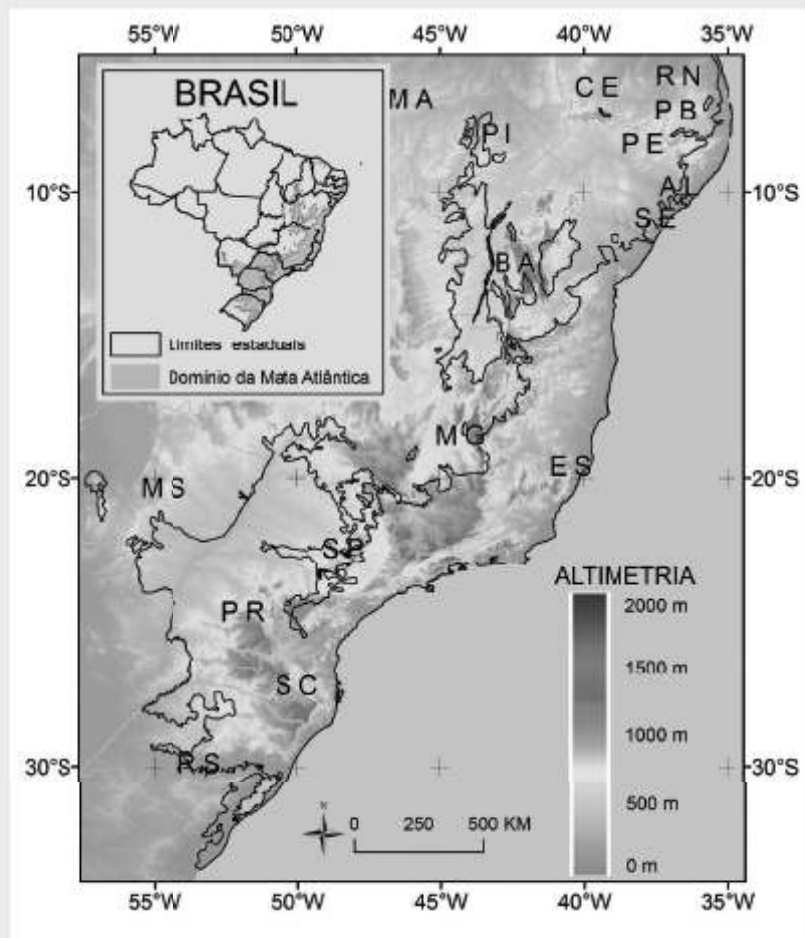 55°W 50°W 45°W 40°W 35°W
BRASIL
MA
CE
RN
PB
PI
PE
10°S
10°S
AL
SE
BA
Limites estaduais
Domínio da Mata Atlântica
MG
ES
20°S
20°S
MS
SP
ALTIMETRIA
2000 m
PR
1500 m
SC
1000 m
30°S
30°S
RS
500 m
N
0 250 500 KM
0 m
55°W 50°W 45°W 40°W 35°W